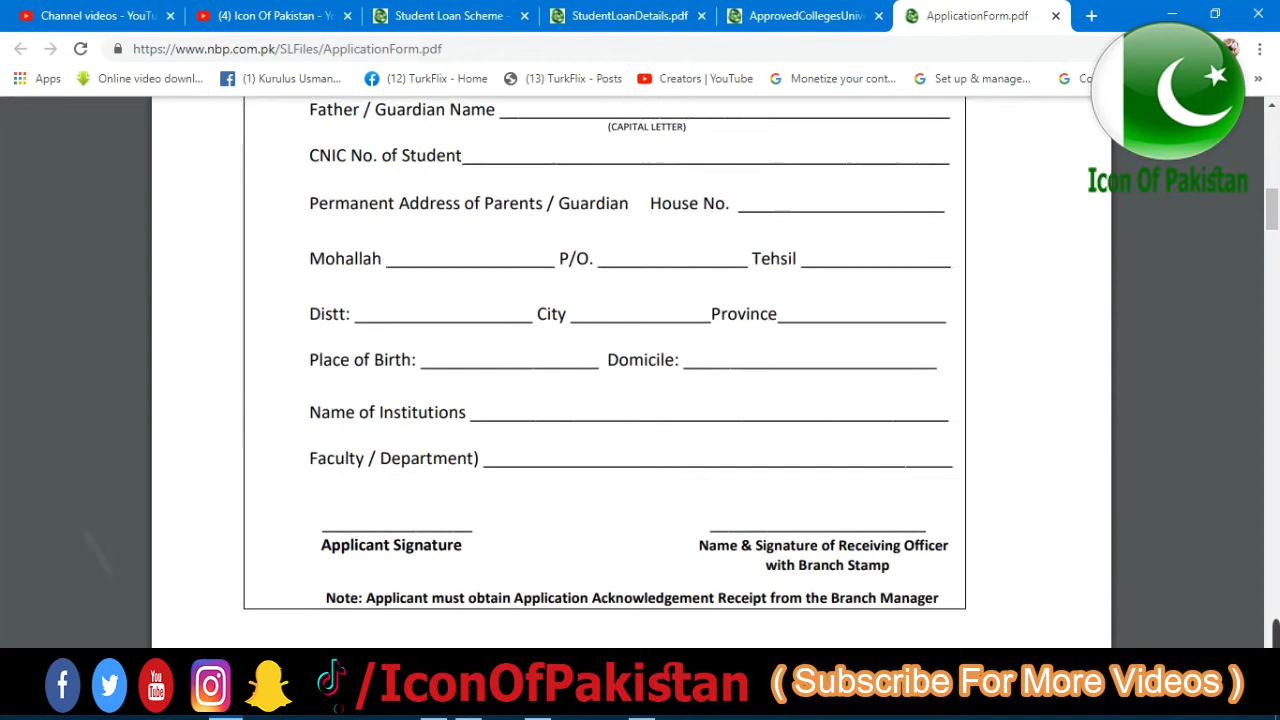 Channel videos - YouTu
(4) Icon Of Pakistan - Yo
Student Loan Scheme -
StudentLoanDetails.pdf
ApprovedCollegesUnive
ApplicationForm.pdf
https://www.nbp.com.pk/SLFiles/ApplicationForm.pdf
Apps
Online video downl...
(1) Kurulus Usman...
(12) TurkFlix - Home
(13) TurkFlix - Posts
Creators | YouTube
Monetize your cont...
Set up & manage...
Co
»
Icon Of Pakistan
Father / Guardian Name
(CAPITAL LETTER)
CNIC No. of Student
Permanent Address of Parents / Guardian House No.
Mohallah P/O. Tehsil
Distt: City Province
Place of Birth: Domicile:
Name of Institutions
Faculty / Department)
Applicant Signature
Name & Signature of Receiving Officer
with Branch Stamp
Note: Applicant must obtain Application Acknowledgement Receipt from the Branch Manager
You Tube
/IconOfPakistan ( Subscribe For More Videos )